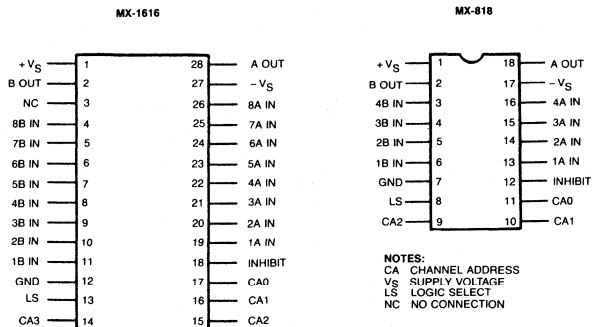 MX-1616
+VS 1 28 A OUT
B OUT 2 27 -VS
NC 3 26 8A IN
8B IN 4 25 7A IN
7B IN 5 24 6A IN
6B IN 6 23 5A IN
5B IN 7 22 4A IN
4B IN 8 21 3A IN
3B IN 9 20 2A IN
2B IN 10 19 1A IN
1B IN 11 18 INHIBIT
GND 12 17 CA0
LS 13 16 CA1
CA3 14 15 CA2
MX-818
+VS 1 18 A OUT
B OUT 2 17 -VS
4B IN 3 16 4A IN
3B IN 4 15 3A IN
2B IN 5 14 2A IN
1B IN 6 13 1A IN
GND 7 12 INHIBIT
LS 8 11 CA0
CA2 9 10 CA1
NOTES:
CA CHANNEL ADDRESS
VS SUPPLY VOLTAGE
LS LOGIC SELECT
NC NO CONNECTION